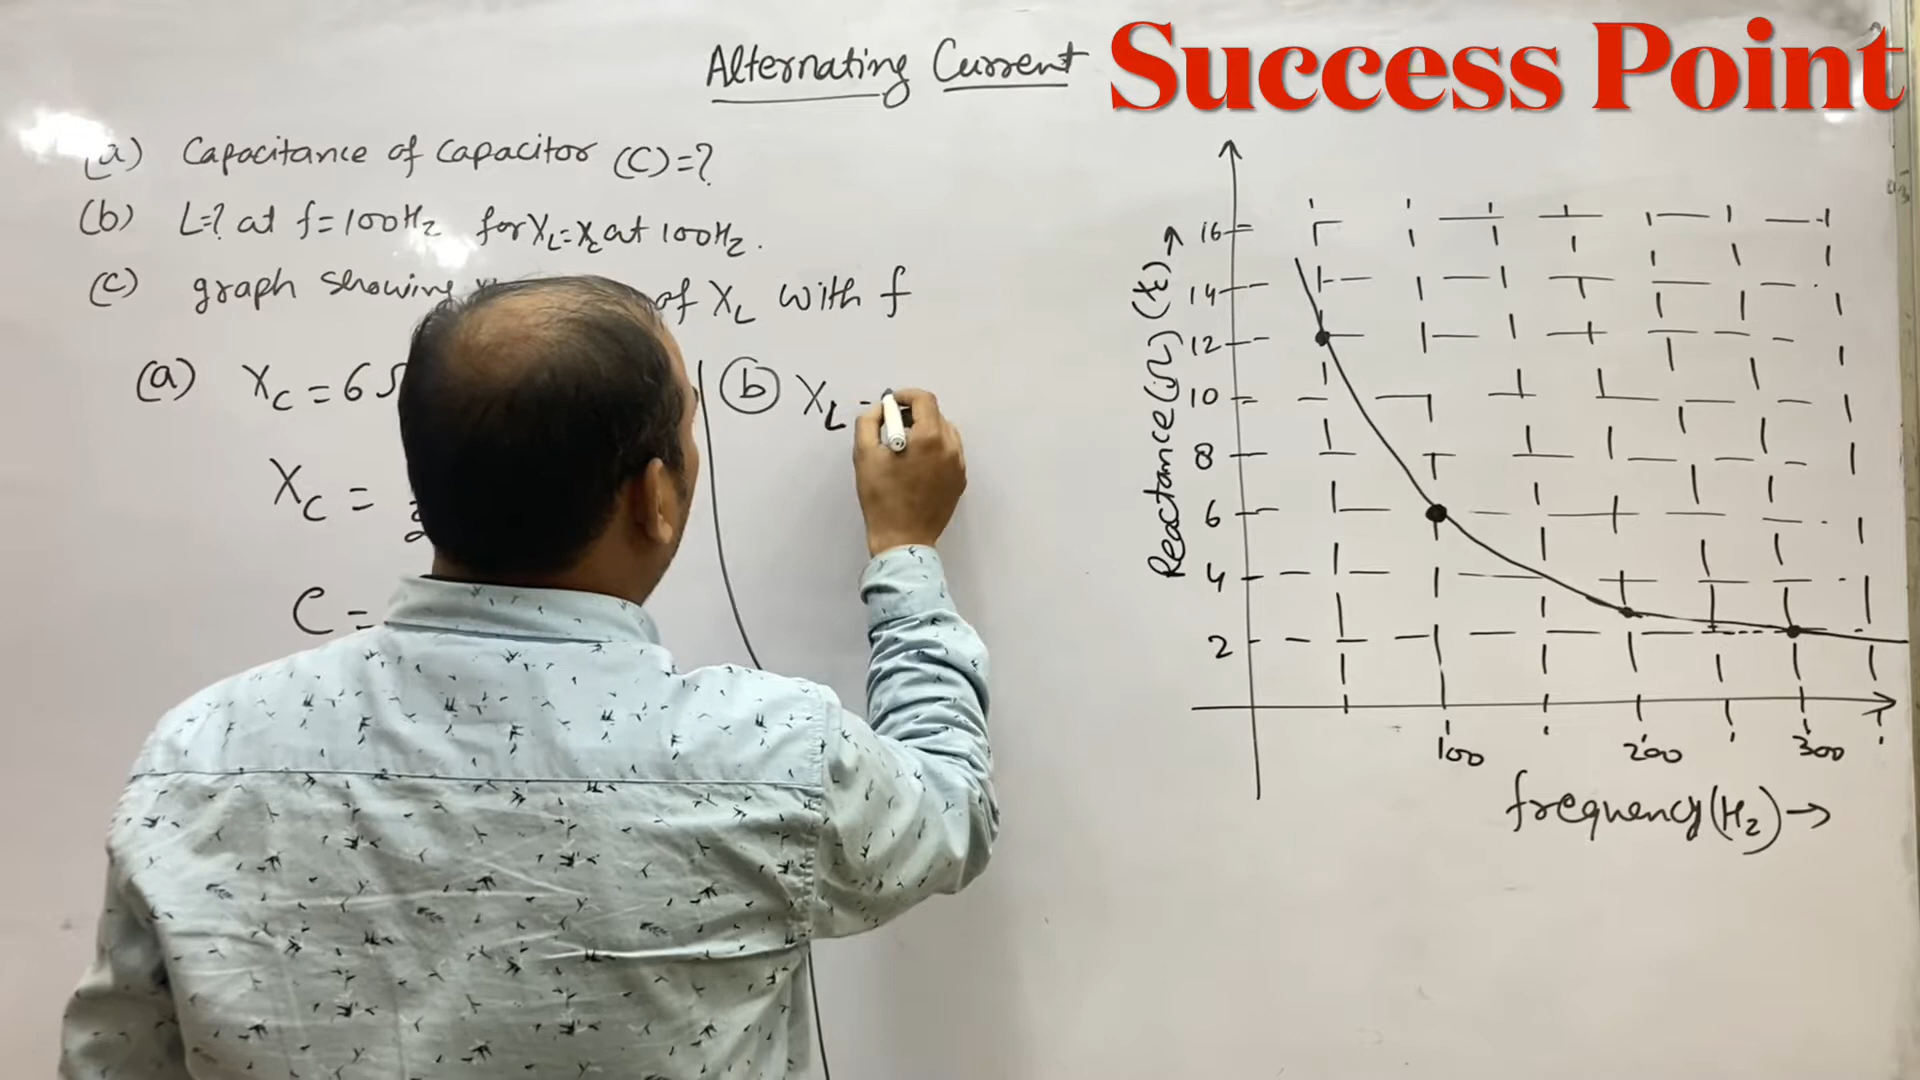 Alternating Current
Success Point
(a) Capacitance of capacitor (C)=?
(b) L=? at f=100Hz for XL=Xc at 100Hz.
(c) graph showing of XL with f
(a) XC = 6
XC =
C =
(b) XL
Reactance (in Ω) (Xc) →
16
14
12
10
8
6
4
2
100 200 300
frequency (Hz) →